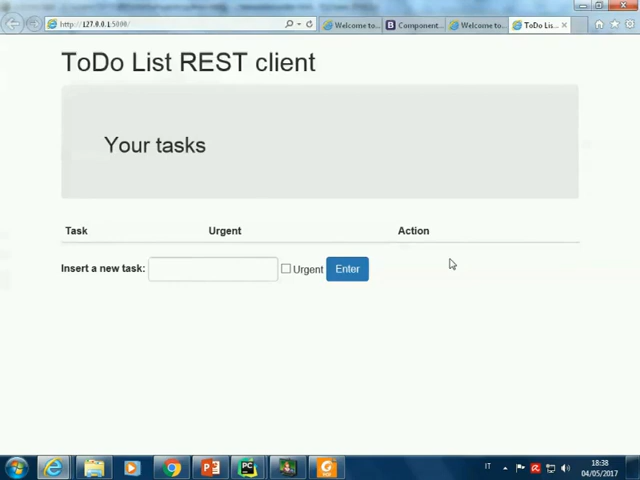 http://127.0.0.1:5000/
Welcome to...
Component...
Welcome to...
ToDo Lis...
ToDo List REST client
Your tasks
Task Urgent Action
Insert a new task: Urgent Enter
IT
18:38
04/05/2017